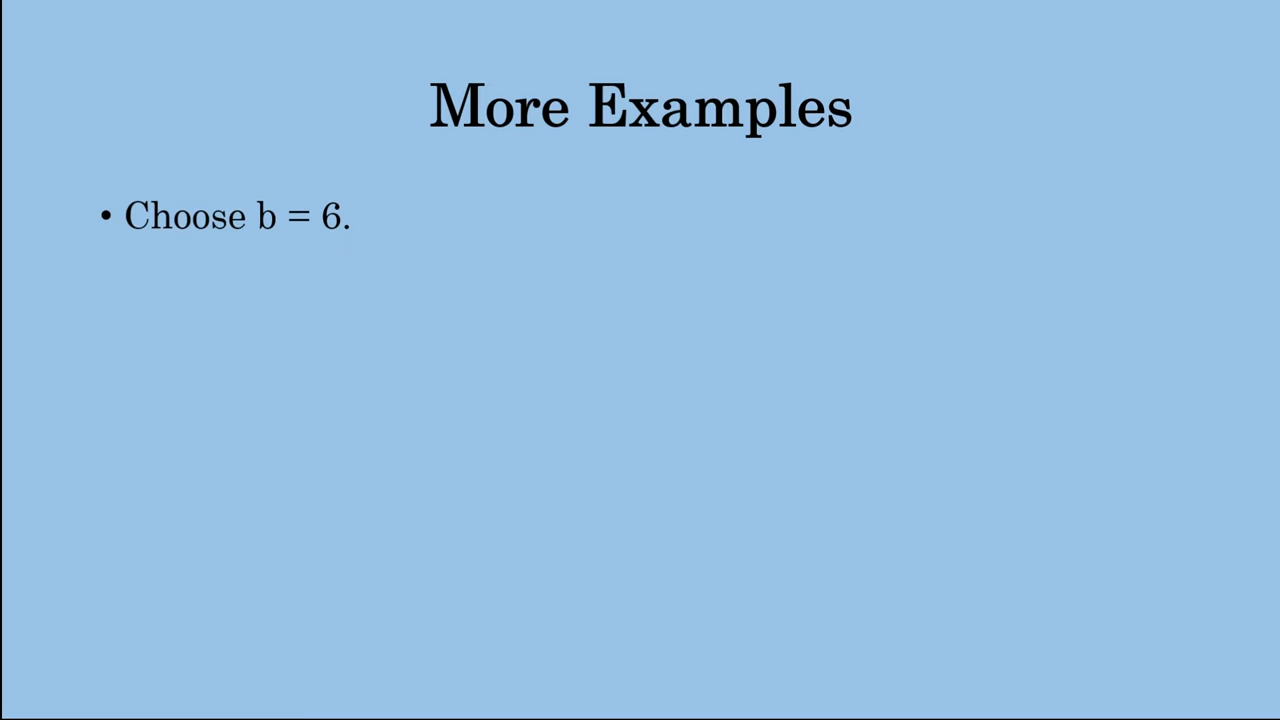 More Examples
• Choose b = 6.